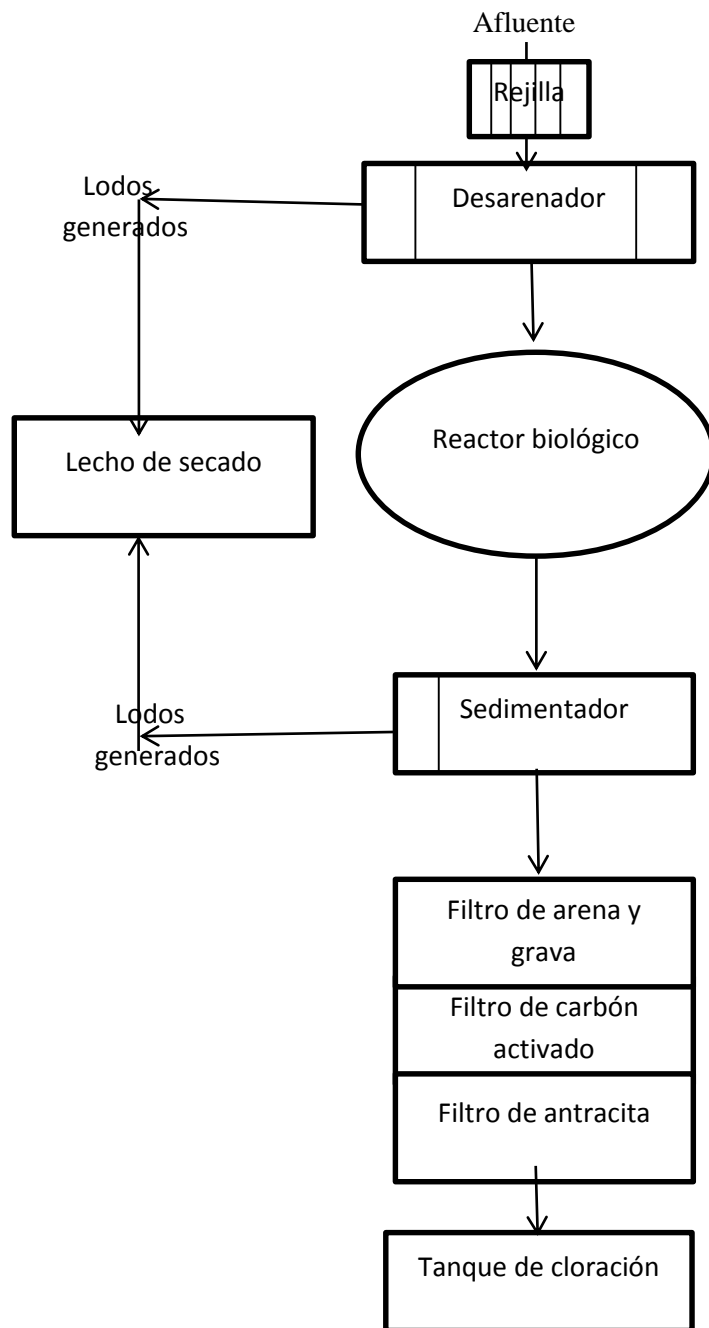 Afluente
Rejilla
Desarenador
Lodos
generados
Reactor biológico
Lecho de secado
Sedimentador
Lodos
generados
Filtro de arena y
grava
Filtro de carbón
activado
Filtro de antracita
Tanque de cloración